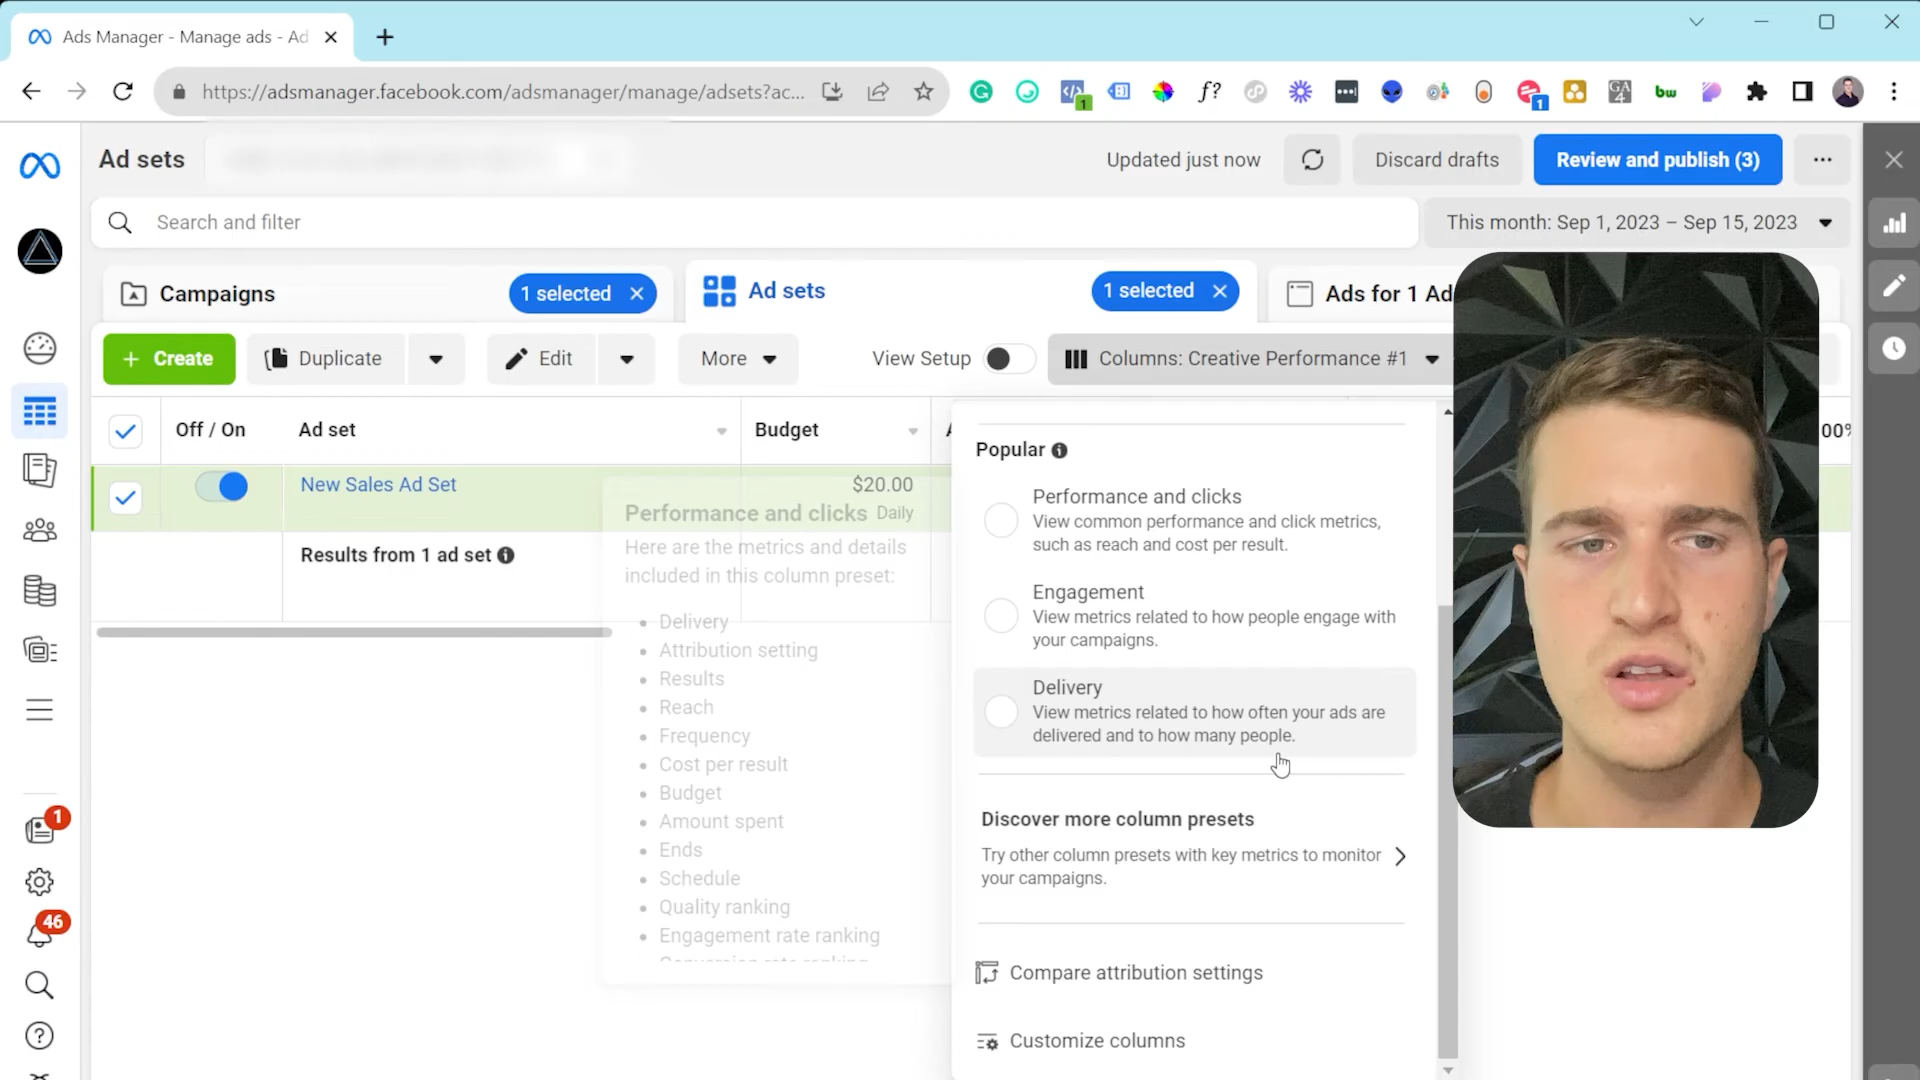 Ads Manager - Manage ads - Ad
https://adsmanager.facebook.com/adsmanager/manage/adsets?ac...
1
f?
1
GA
4
bw
Ad sets
Updated just now
Discard drafts
Review and publish (3)
Search and filter
This month: Sep 1, 2023 – Sep 15, 2023
Campaigns
1 selected
Ad sets
1 selected
Ads for 1 Ad
+ Create
Duplicate
Edit
More
View Setup
Columns: Creative Performance #1
Off / On
Ad set
Budget
00%
New Sales Ad Set
$20.00
Daily
Results from 1 ad set
Performance and clicks
Here are the metrics and details
included in this column preset:
Delivery
Attribution setting
Results
Reach
Frequency
Cost per result
Budget
Amount spent
Ends
Schedule
Quality ranking
Engagement rate ranking
Conversion rate ranking
Popular
Performance and clicks
View common performance and click metrics,
such as reach and cost per result.
Engagement
View metrics related to how people engage with
your campaigns.
Delivery
View metrics related to how often your ads are
delivered and to how many people.
Discover more column presets
Try other column presets with key metrics to monitor
your campaigns.
Compare attribution settings
Customize columns
1
46